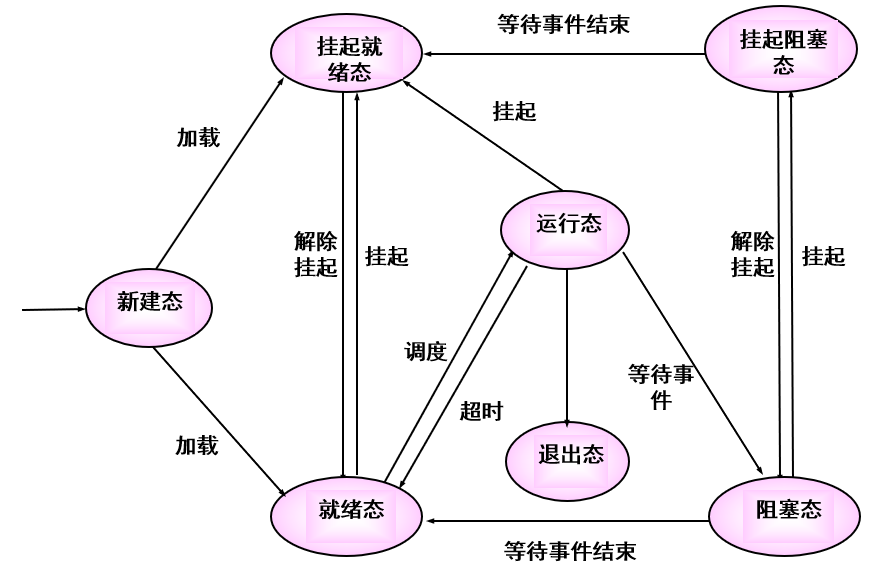 等待事件结束
挂起就
绪态
挂起阻塞
态
挂起
加载
运行态
解除
挂起
挂起
解除
挂起
挂起
新建态
调度
等待事
件
超时
加载
退出态
就绪态
阻塞态
等待事件结束